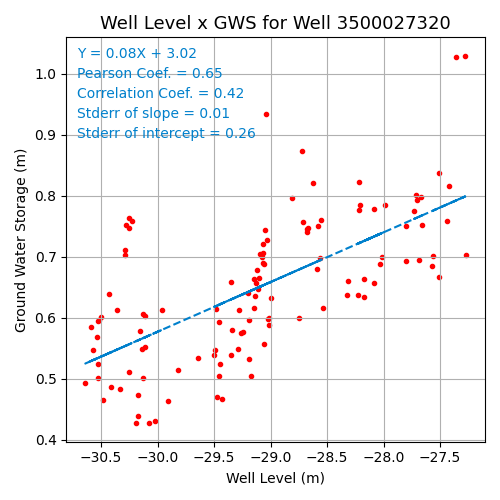 Well Level x GWS for Well 3500027320
Y = 0.08X + 3.02
Pearson Coef. = 0.65
Correlation Coef. = 0.42
Stderr of slope = 0.01
Stderr of intercept = 0.26
Ground Water Storage (m)
1.0
0.9
0.8
0.7
0.6
0.5
0.4
−30.5 −30.0 −29.5 −29.0 −28.5 −28.0 −27.5
Well Level (m)